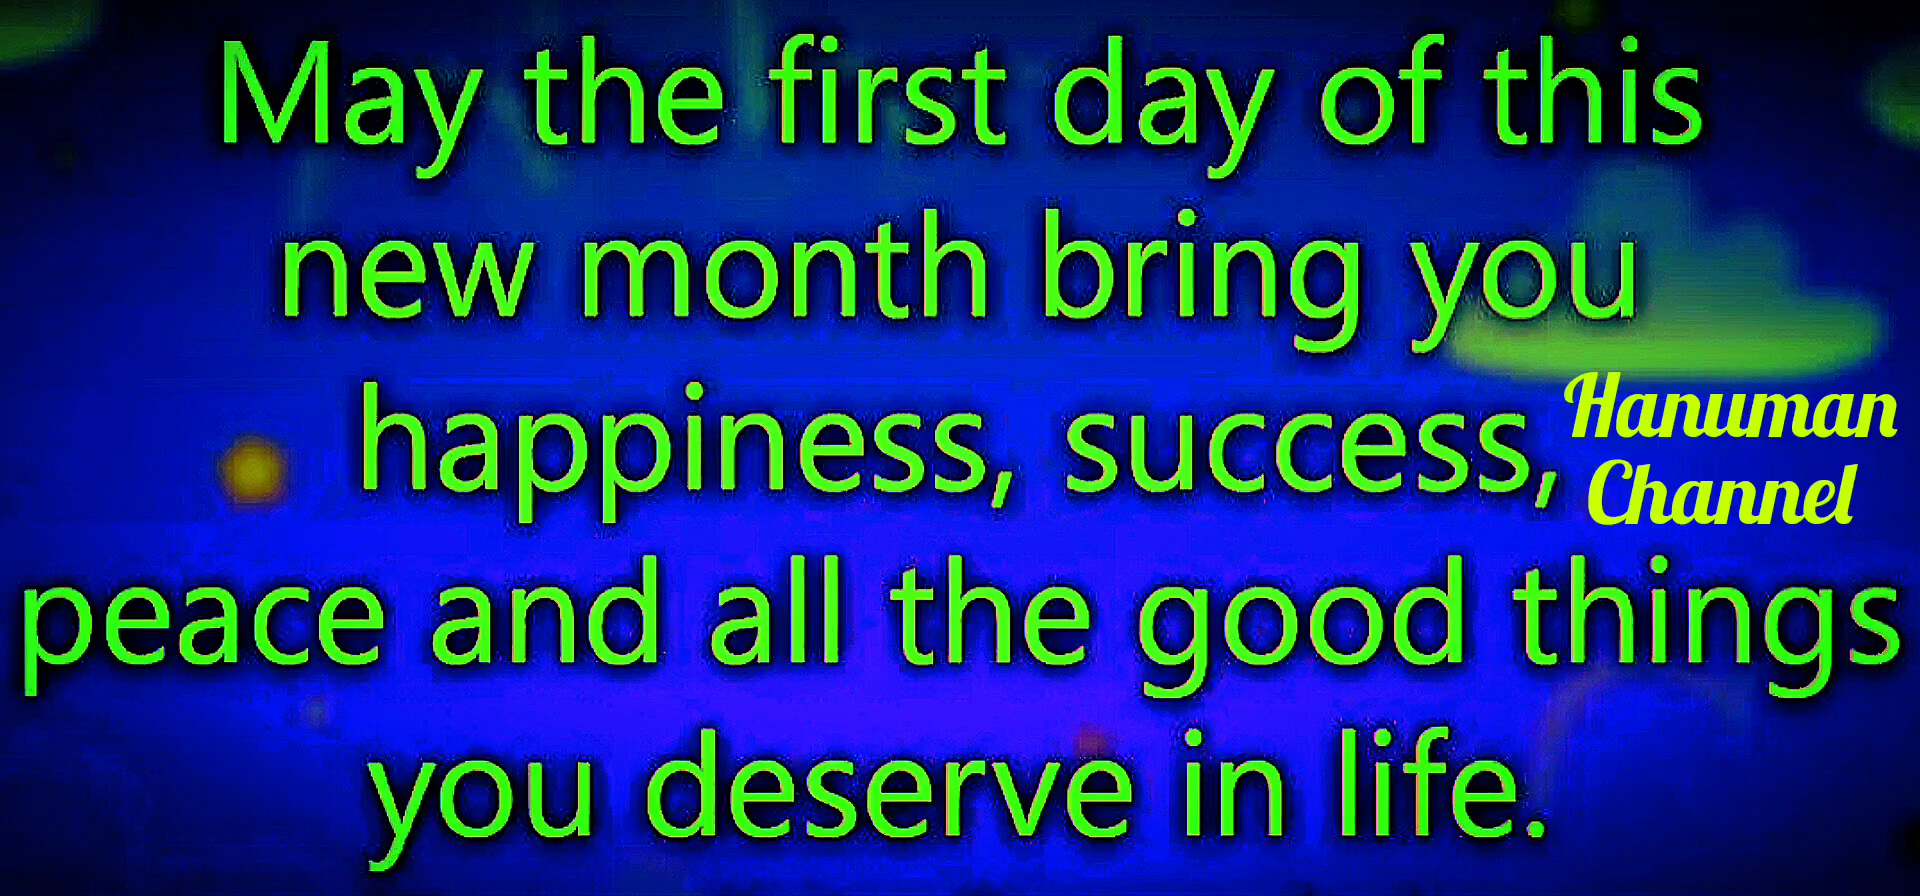 May the first day of this
new month bring you
happiness, success,
Hanuman
Channel
peace and all the good things
you deserve in life.